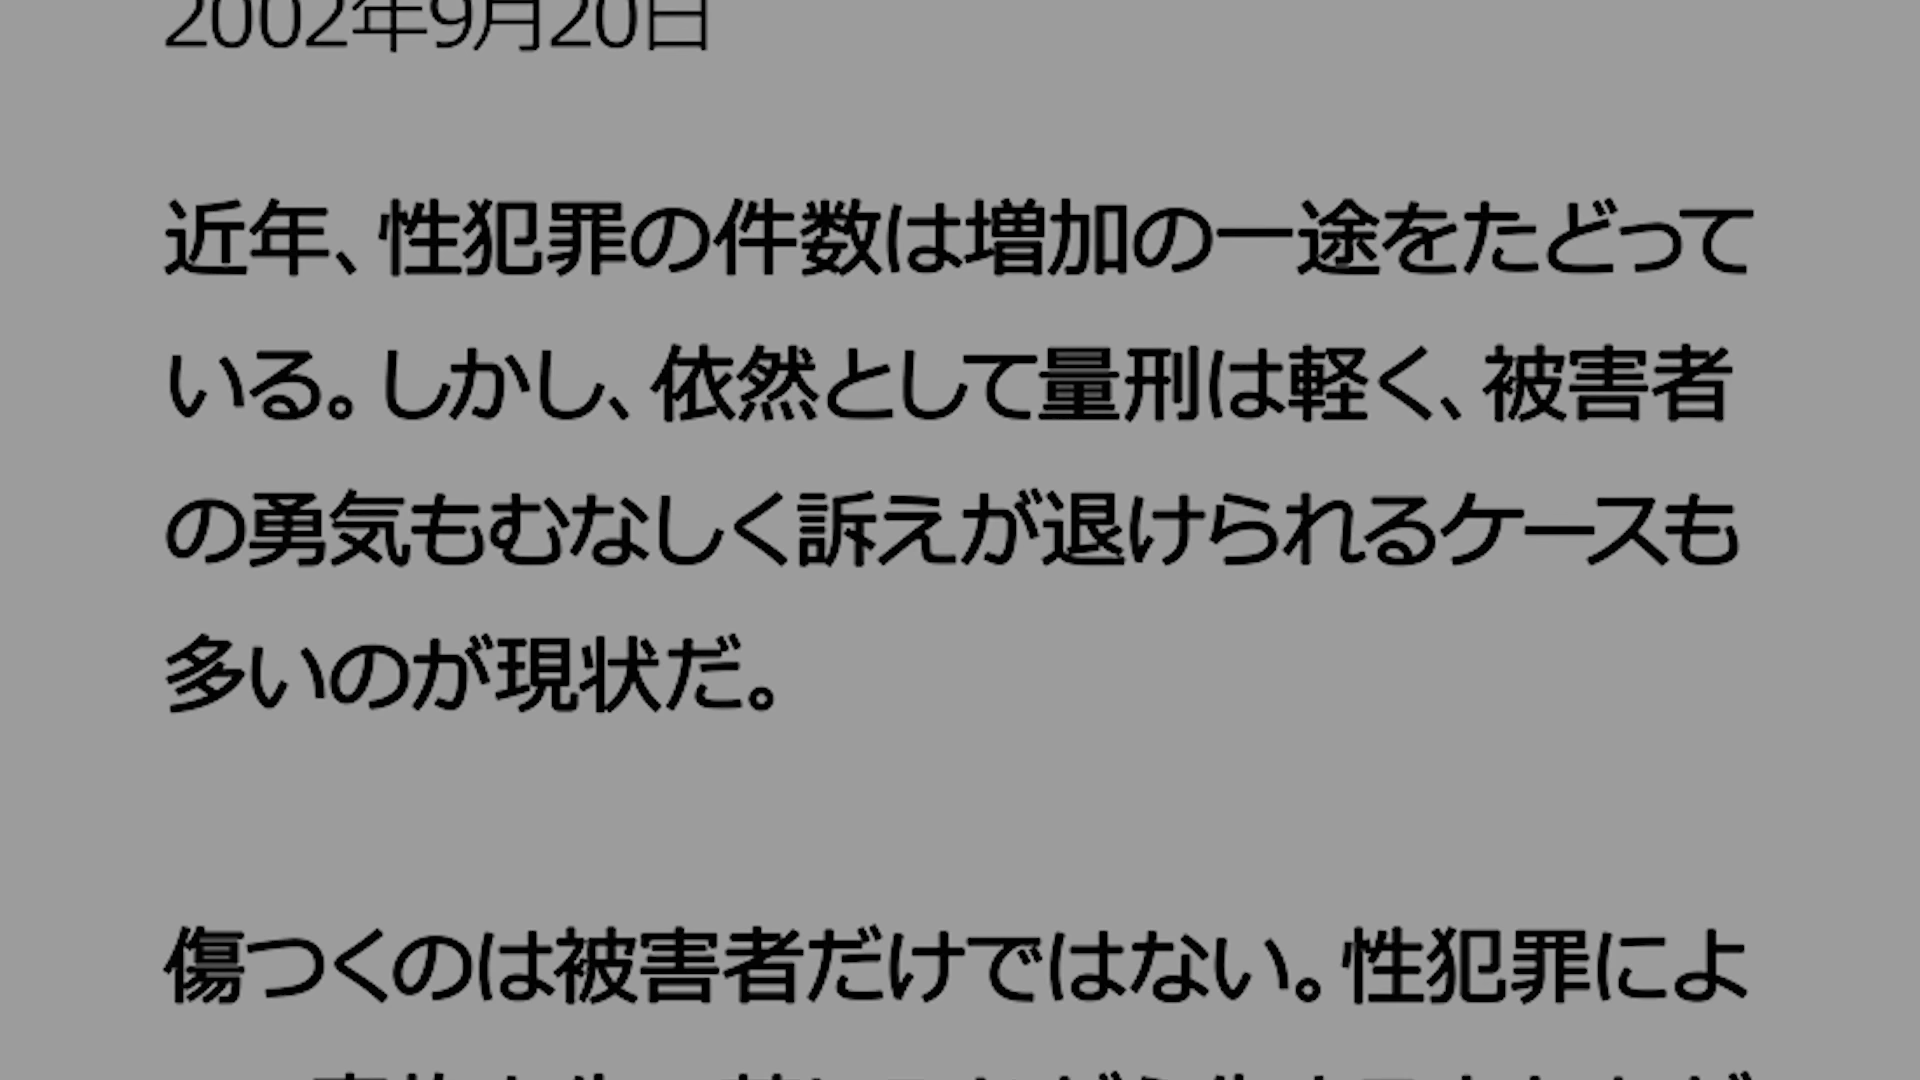 2002年9月20日
近年、性犯罪の件数は増加の一途をたどって
いる。しかし、依然として量刑は軽く、被害者
の勇気もむなしく訴えが退けられるケースも
多いのが現状だ。
傷つくのは被害者だけではない。性犯罪によ